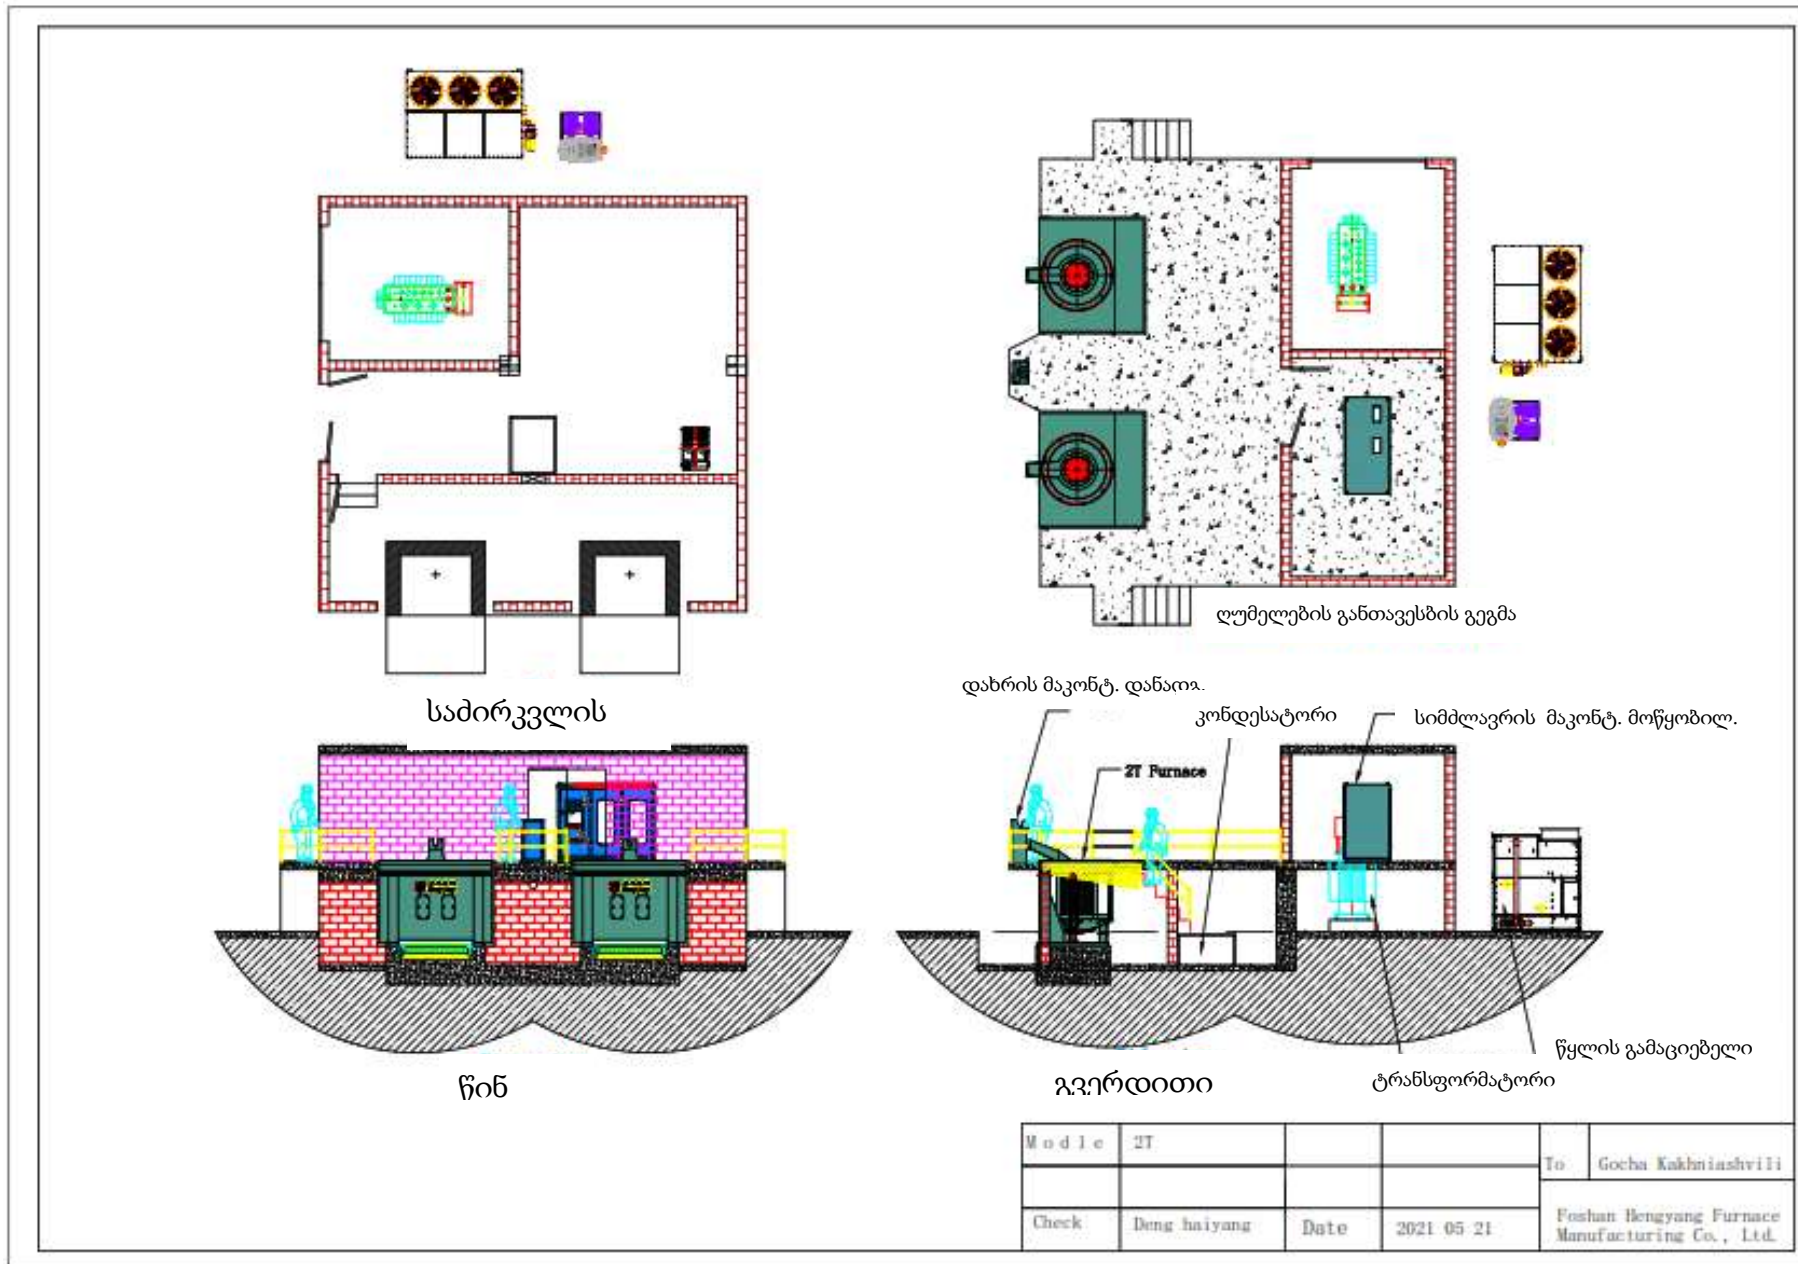 ღუმელების განთავესბის გეგმა
საძირკვლის
დახრის მაკონტ. დანადგ.
კონდესატორი
სიმძლავრის მაკონტ. მოწყობილ.
2T Furnace
წყლის გამაციებელი
ტრანსფორმატორი
წინ
გვერდითი
Modle 2T
To Gocha Kakhniashvili
Check Deng haiyang Date 2021 05 21
Foshan Hengyang Furnace
Manufacturing Co., Ltd.